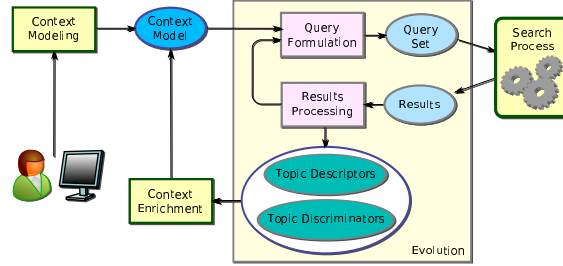 Context
Modeling
Context
Model
Query
Formulation
Query
Set
Search
Process
Results
Processing
Results
Topic Descriptors
Topic Discriminators
Context
Enrichment
Evolution